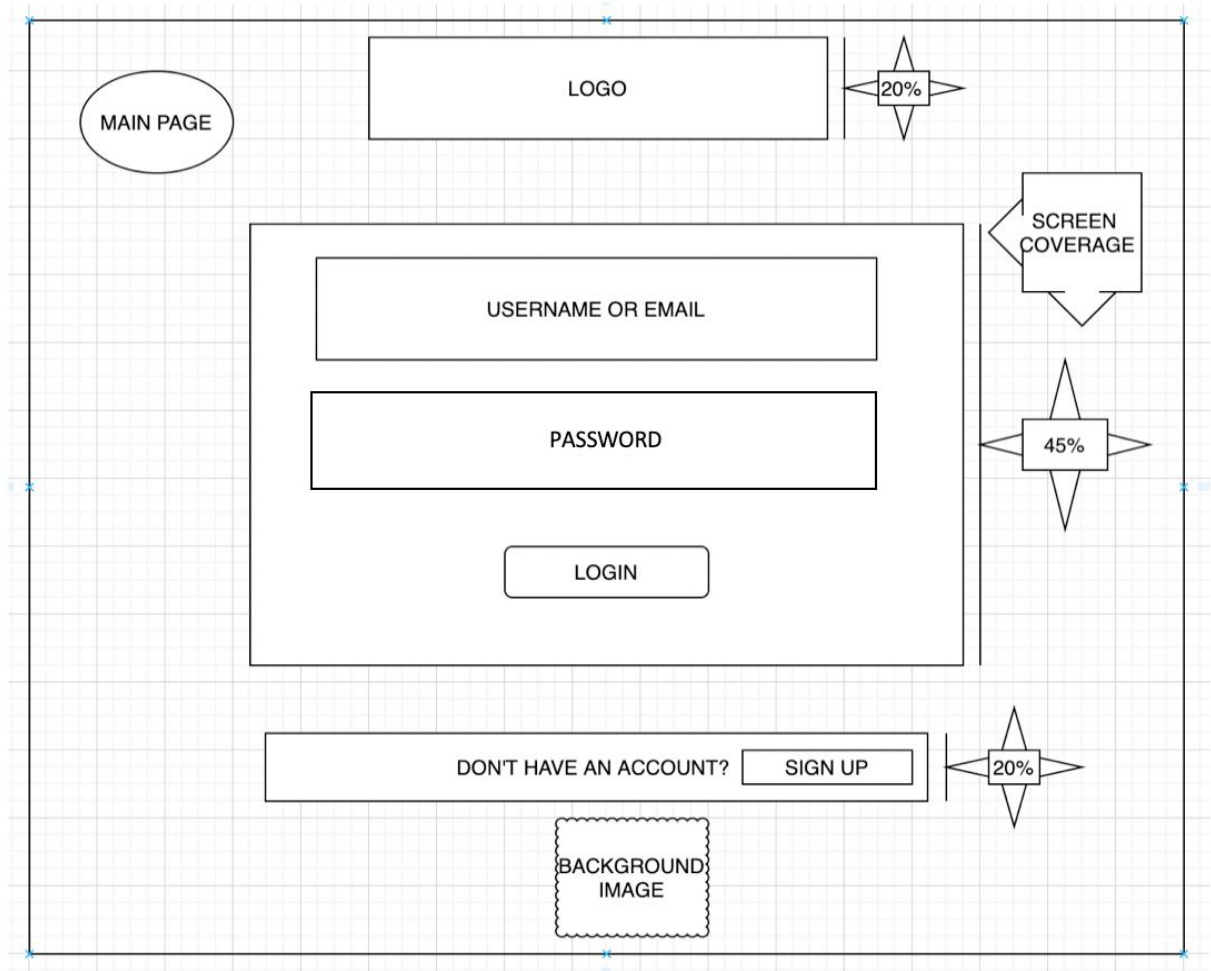 LOGO
20%
MAIN PAGE
SCREEN
COVERAGE
USERNAME OR EMAIL
PASSWORD
45%
LOGIN
DON'T HAVE AN ACCOUNT?
SIGN UP
20%
BACKGROUND
IMAGE